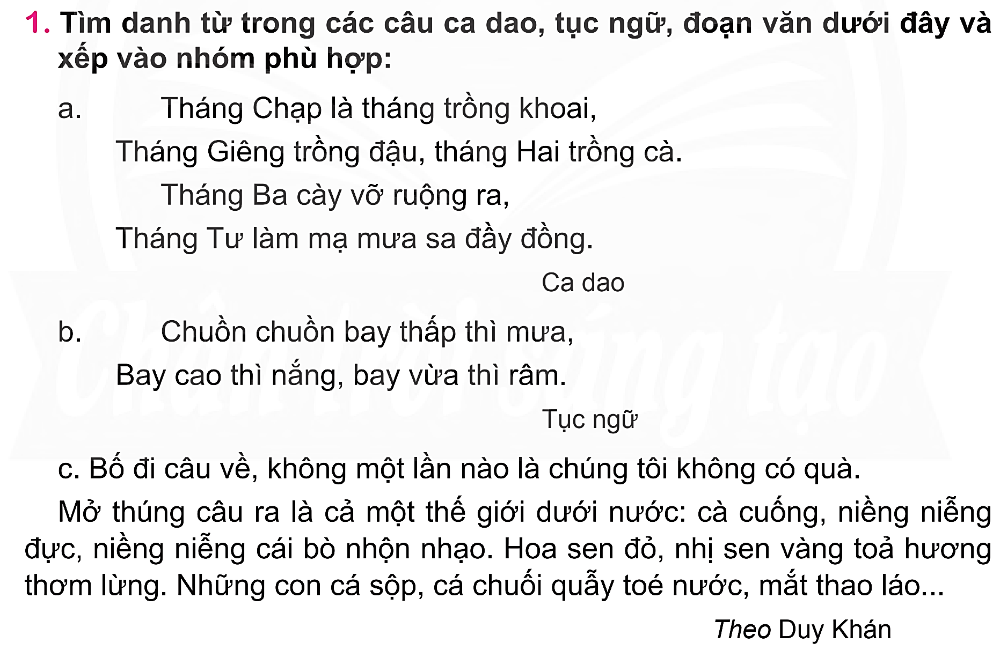 1. Tìm danh từ trong các câu ca dao, tục ngữ, đoạn văn dưới đây và
xếp vào nhóm phù hợp:
a. Tháng Chạp là tháng trồng khoai,
Tháng Giêng trồng đậu, tháng Hai trồng cà.
Tháng Ba cày vỡ ruộng ra,
Tháng Tư làm mạ mưa sa đầy đồng.
Ca dao
b. Chuồn chuồn bay thấp thì mưa,
Bay cao thì nắng, bay vừa thì râm.
Tục ngữ
c. Bố đi câu về, không một lần nào là chúng tôi không có quà.
Mở thúng câu ra là cả một thế giới dưới nước: cà cuống, niềng niễng
đực, niềng niễng cái bò nhộn nhạo. Hoa sen đỏ, nhị sen vàng toả hương
thơm lừng. Những con cá sộp, cá chuối quẫy toé nước, mắt thao láo...
Theo Duy Khán
Chân trời sáng tạo